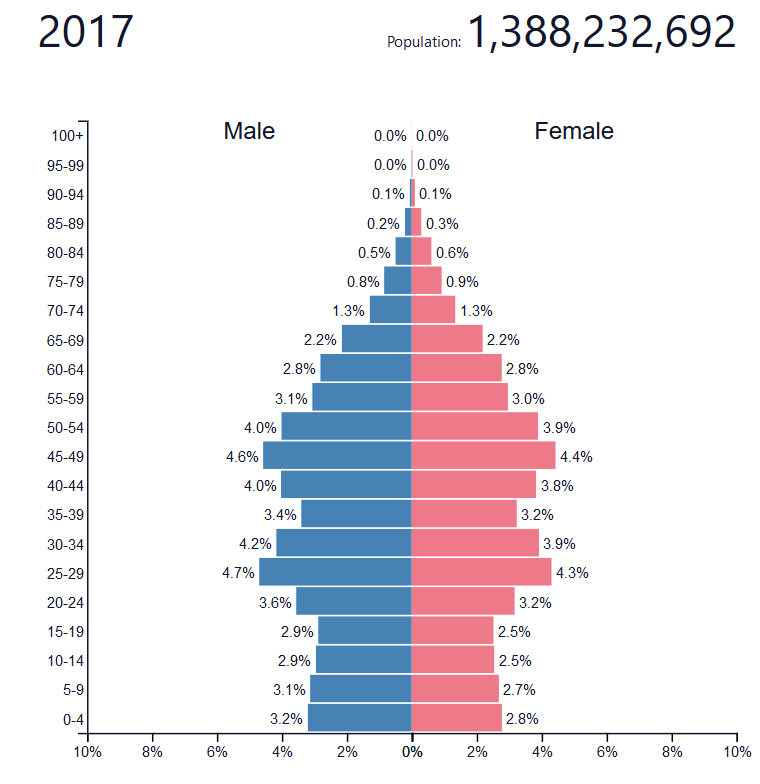 2017 Population: 1,388,232,692
Male Female
100+ 0.0% 0.0%
95-99 0.0% 0.0%
90-94 0.1% 0.1%
85-89 0.2% 0.3%
80-84 0.5% 0.6%
75-79 0.8% 0.9%
70-74 1.3% 1.3%
65-69 2.2% 2.2%
60-64 2.8% 2.8%
55-59 3.1% 3.0%
50-54 4.0% 3.9%
45-49 4.6% 4.4%
40-44 4.0% 3.8%
35-39 3.4% 3.2%
30-34 4.2% 3.9%
25-29 4.7% 4.3%
20-24 3.6% 3.2%
15-19 2.9% 2.5%
10-14 2.9% 2.5%
5-9 3.1% 2.7%
0-4 3.2% 2.8%
10% 8% 6% 4% 2% 0% 2% 4% 6% 8% 10%